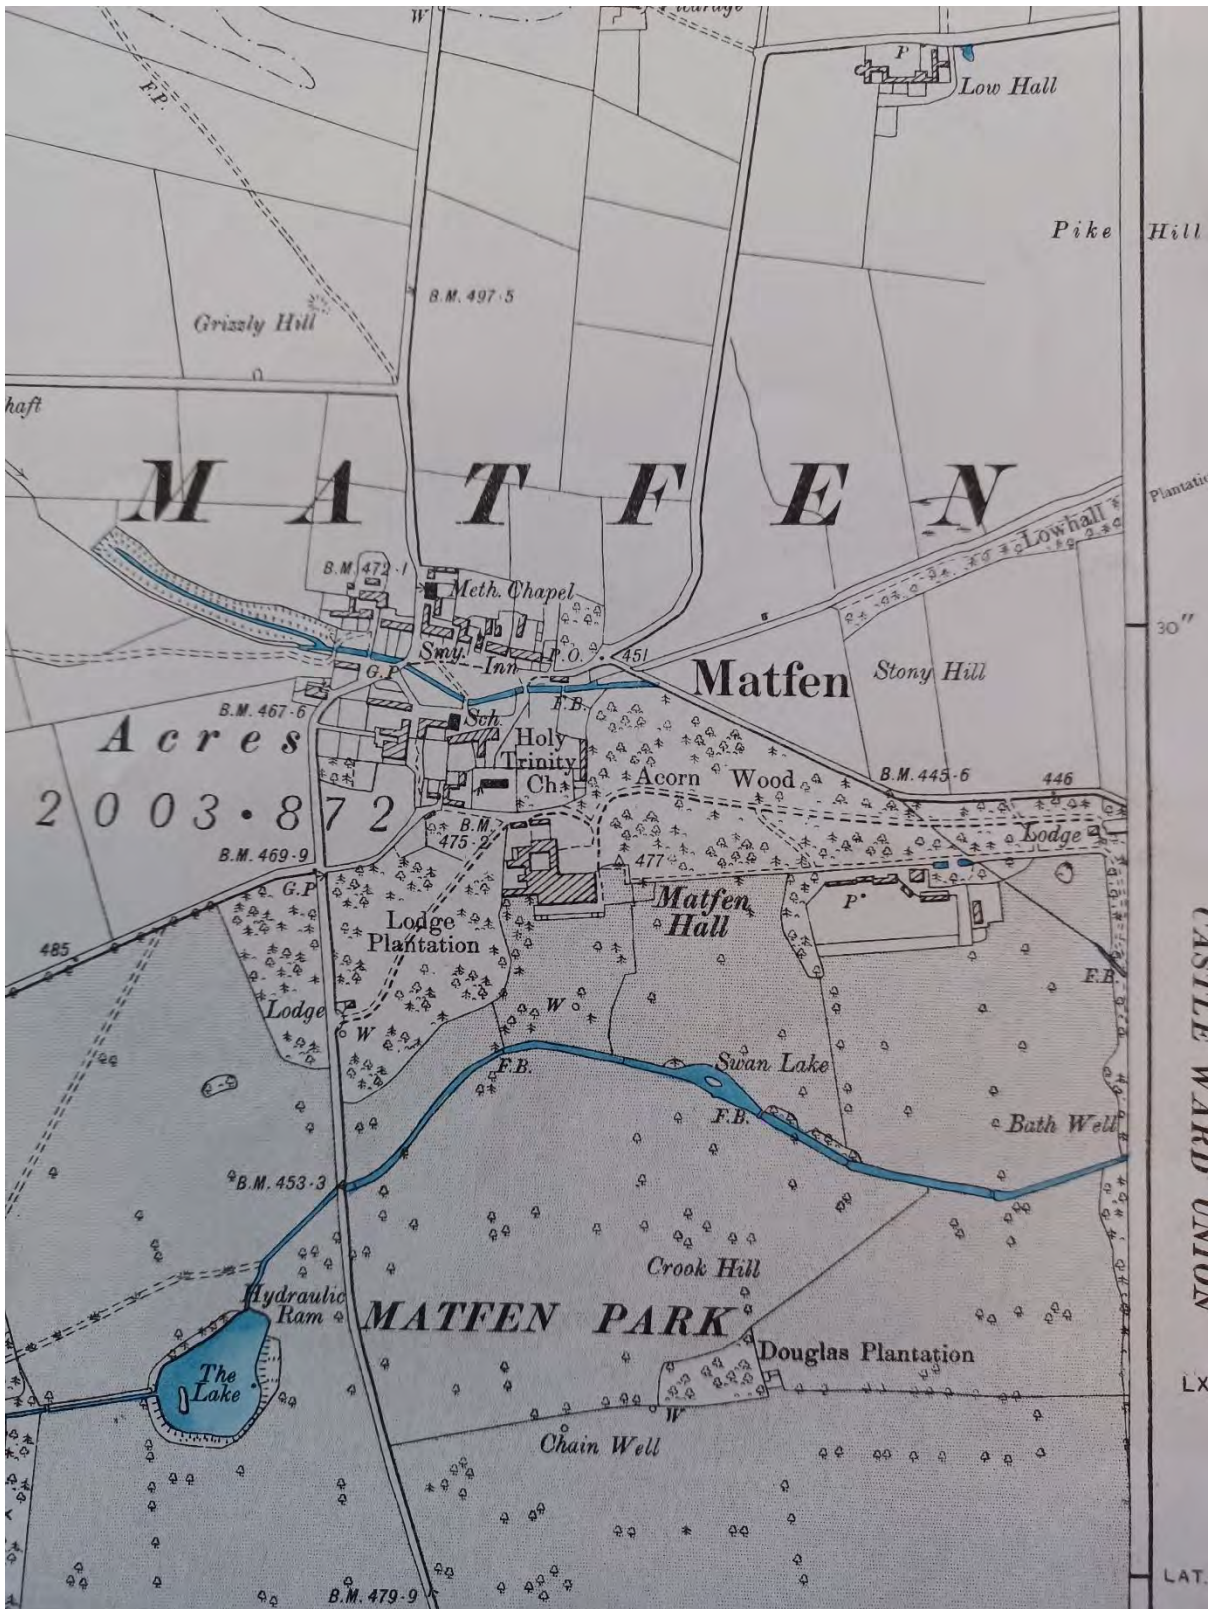 W
F.P.
P
Low Hall
Pike Hill
B.M. 497·5
Grizzly Hill
haft
MATFEN
Lowhall
B.M. 472·1
Meth. Chapel
Smy.
Inn
P.O.
451
30"
G.P
F.B.
Matfen
Stony Hill
B.M. 467·6
Sch.
Acres
Holy
Trinity
Ch.
Acorn Wood
B.M. 445·6
446
2003·872
B.M.
475·2
Lodge
B.M. 469·9
477
G.P
Matfen
Hall
P
Lodge
Plantation
485
F.B.
Lodge
W
W
F.B.
Swan Lake
F.B.
Bath Well
B.M. 453·3
CASTLE WARD UNION
Crook Hill
Hydraulic
Ram
MATFEN PARK
Douglas Plantation
The
Lake
LX
W
Chain Well
LAT.
B.M. 479·9